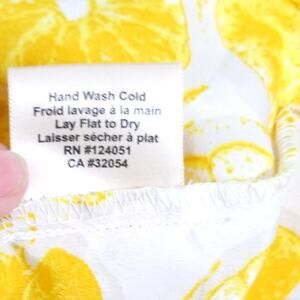 Hand Wash Cold
Froid lavage à la main
Lay Flat to Dry
Laisser sécher à plat
RN #124051
CA #32054